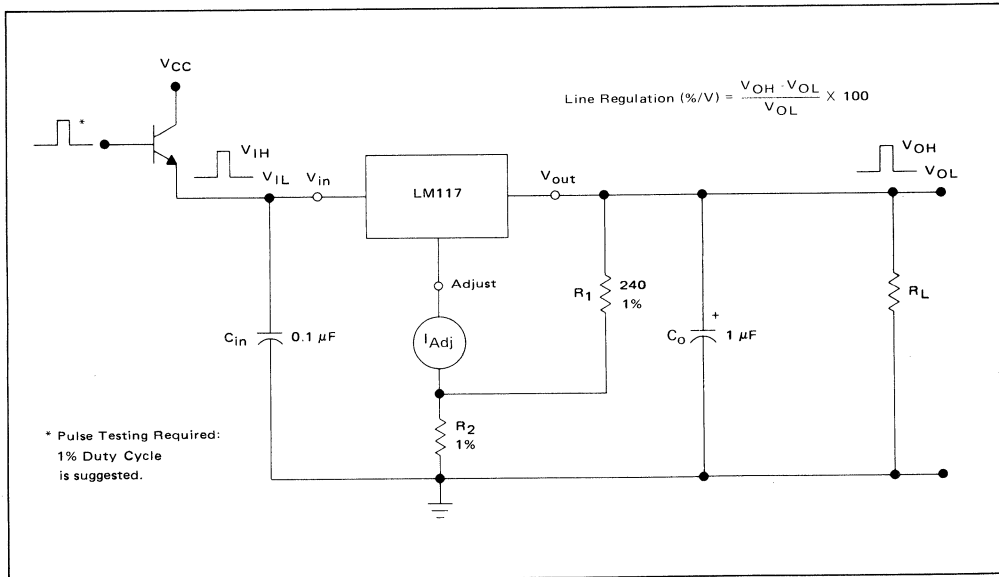 VCC
Line Regulation (%/V) = VOH · VOL / VOL X 100
*
VIH
VIL
Vin
LM117
Vout
VOH
VOL
Adjust
R1
240
1%
RL
Cin
0.1 μF
IAdj
+
CO
1 μF
R2
1%
* Pulse Testing Required:
1% Duty Cycle
is suggested.